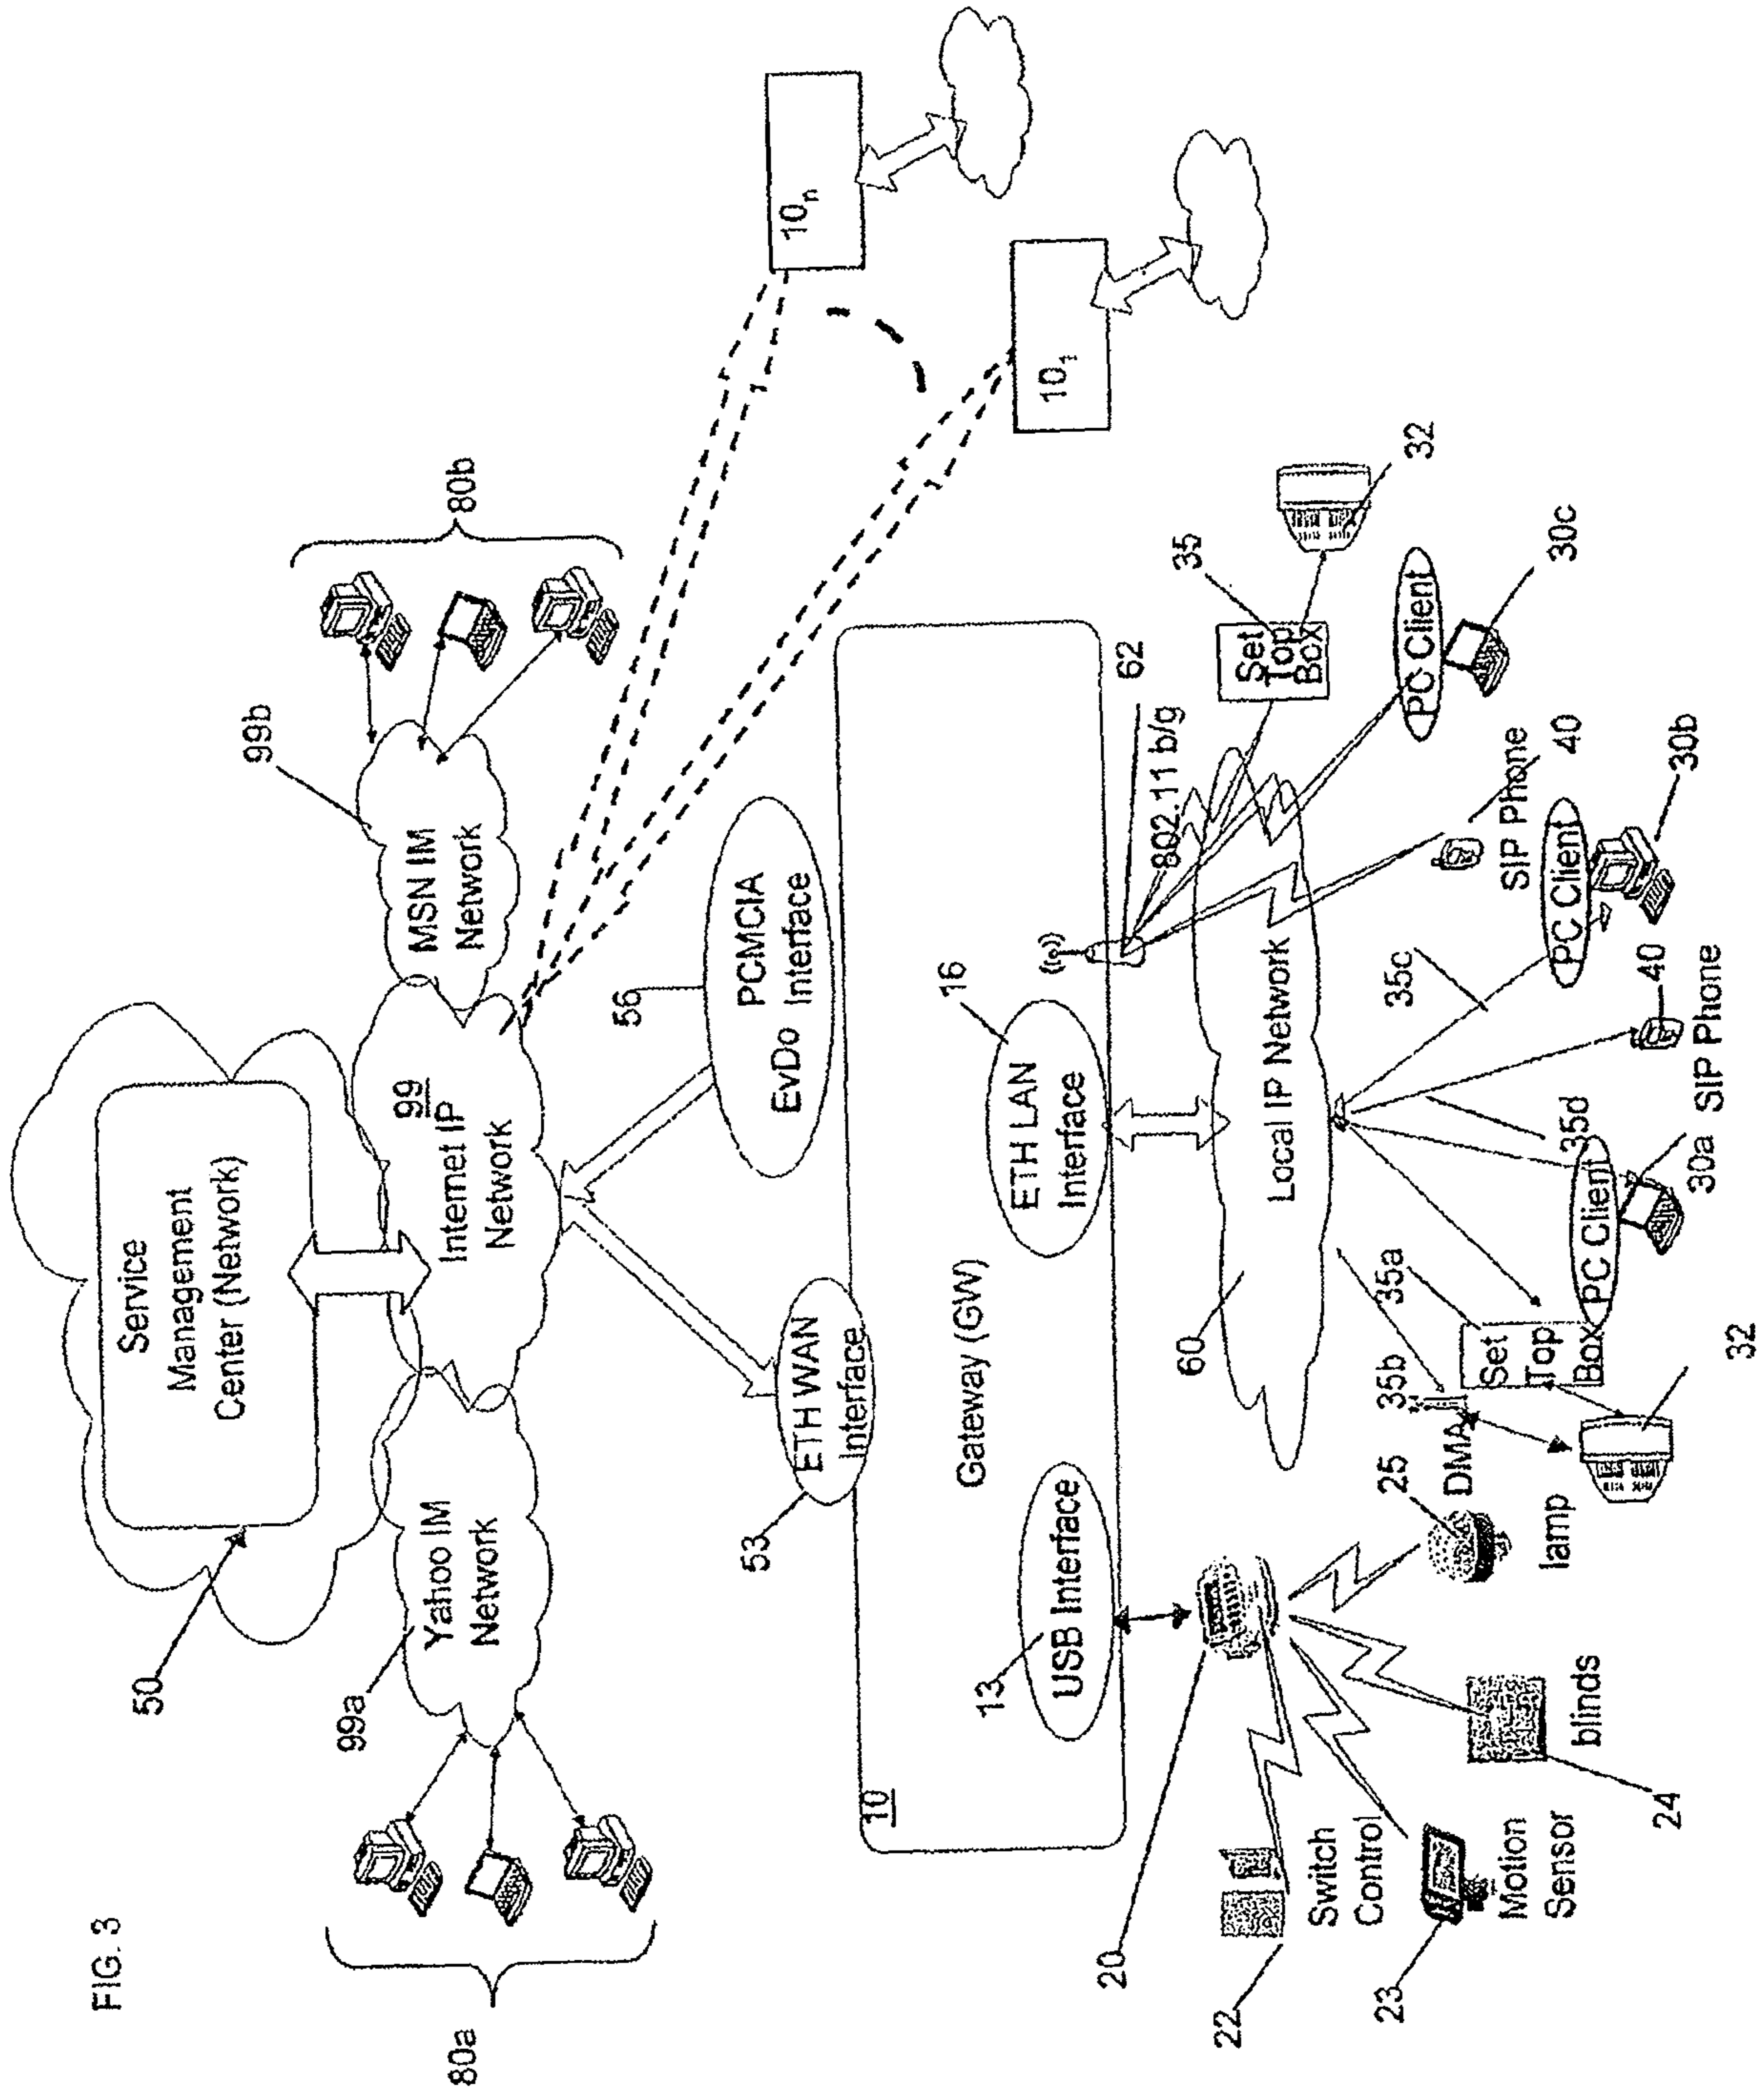 FIG. 3
50
Service
Management
Center (Network)
80a
99a
Yahoo IM
Network
99
Internet IP
Network
99b
MSN IM
Network
80b
53
ETH WAN
Interface
56
PCMCIA
EvDo Interface
10
Gateway (GW)
13
USB Interface
16
ETH LAN
Interface
62
802.11 b/g
10n
101
60
Local IP Network
20
22
Switch
Control
23
Motion
Sensor
24
blinds
25
lamp
DMA
35b
35a
Set
Top
Box
32
PC Client
30a
35d
SIP Phone
40
35c
PC Client
30b
SIP Phone
40
PC Client
30c
35
Set
Top
Box
32